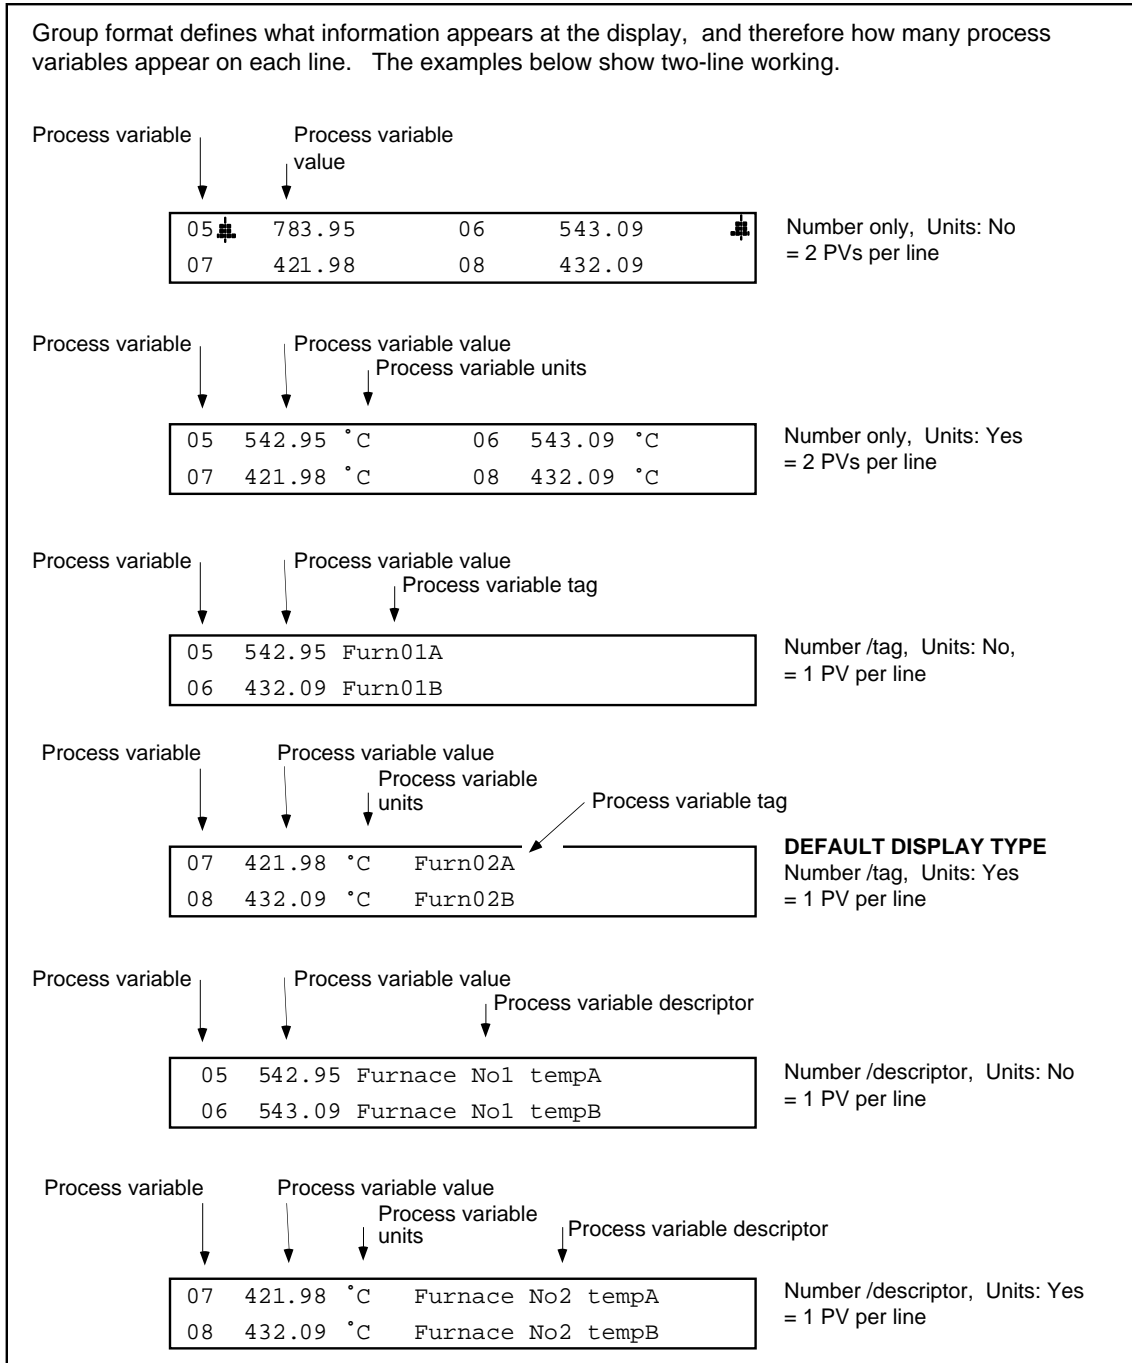 Group format defines what information appears at the display, and therefore how many process
variables appear on each line. The examples below show two-line working.
Process variable
Process variable
value
05 783.95 06 543.09
07 421.98 08 432.09
Number only, Units: No
= 2 PVs per line
Process variable
Process variable value
Process variable units
05 542.95 °C 06 543.09 °C
07 421.98 °C 08 432.09 °C
Number only, Units: Yes
= 2 PVs per line
Process variable
Process variable value
Process variable tag
05 542.95 Furn01A
06 432.09 Furn01B
Number /tag, Units: No,
= 1 PV per line
Process variable
Process variable value
Process variable
units
Process variable tag
07 421.98 °C Furn02A
08 432.09 °C Furn02B
DEFAULT DISPLAY TYPE
Number /tag, Units: Yes
= 1 PV per line
Process variable
Process variable value
Process variable descriptor
05 542.95 Furnace No1 tempA
06 543.09 Furnace No1 tempB
Number /descriptor, Units: No
= 1 PV per line
Process variable
Process variable value
Process variable
units
Process variable descriptor
07 421.98 °C Furnace No2 tempA
08 432.09 °C Furnace No2 tempB
Number /descriptor, Units: Yes
= 1 PV per line